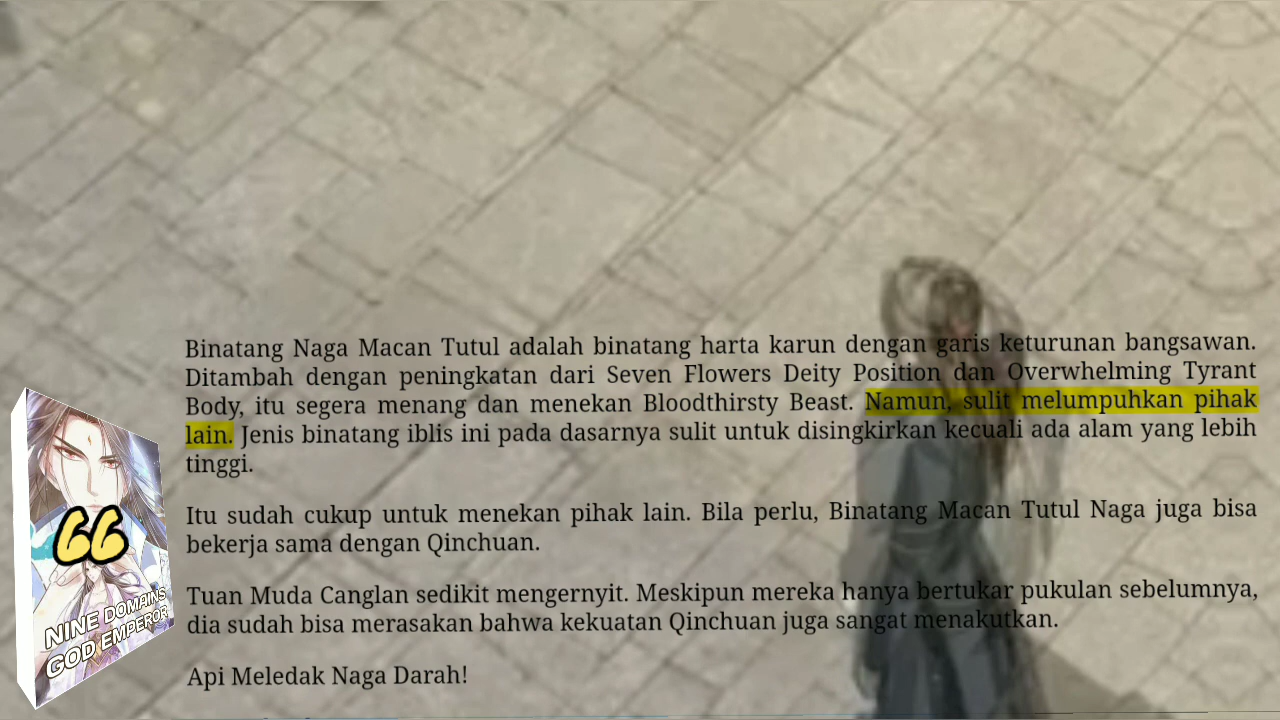 Binatang Naga Macan Tutul adalah binatang harta karun dengan garis keturunan bangsawan.
Ditambah dengan peningkatan dari Seven Flowers Deity Position dan Overwhelming Tyrant
Body, itu segera menang dan menekan Bloodthirsty Beast. Namun, sulit melumpuhkan pihak
lain. Jenis binatang iblis ini pada dasarnya sulit untuk disingkirkan kecuali ada alam yang lebih
tinggi.
Itu sudah cukup untuk menekan pihak lain. Bila perlu, Binatang Macan Tutul Naga juga bisa
bekerja sama dengan Qinchuan.
Tuan Muda Canglan sedikit mengernyit. Meskipun mereka hanya bertukar pukulan sebelumnya,
dia sudah bisa merasakan bahwa kekuatan Qinchuan juga sangat menakutkan.
Api Meledak Naga Darah!
66
NINE DOMAINS
GOD EMPEROR